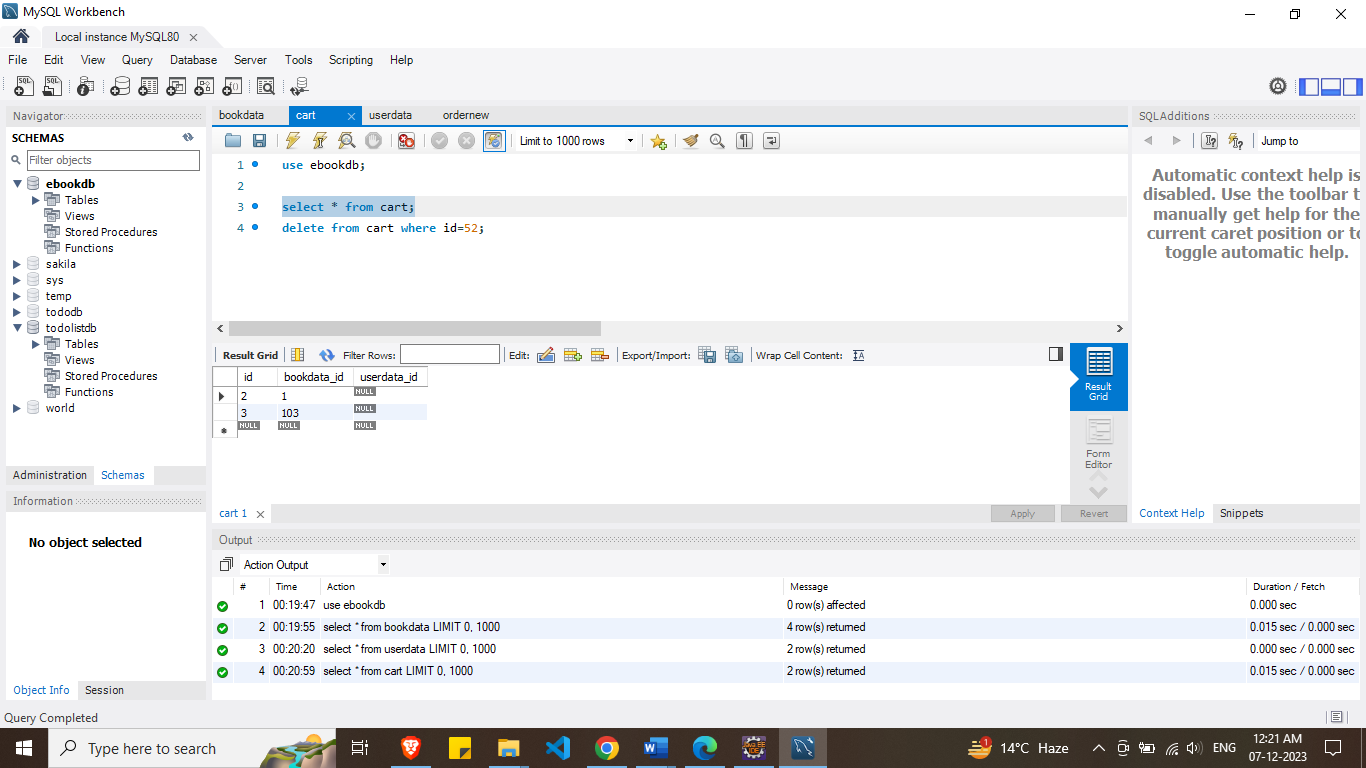 MySQL Workbench
Local instance MySQL80
File Edit View Query Database Server Tools Scripting Help
Navigator
SCHEMAS
Filter objects
ebookdb
Tables
Views
Stored Procedures
Functions
sakila
sys
temp
tododb
todolistdb
Tables
Views
Stored Procedures
Functions
world
Administration Schemas
Information
No object selected
Object Info Session
bookdata cart userdata ordernew
Limit to 1000 rows
1 use ebookdb;
2
3 select * from cart;
4 delete from cart where id=52;
Result Grid Filter Rows: Edit: Export/Import: Wrap Cell Content:
id bookdata_id userdata_id
2 1 NULL
3 103 NULL
NULL NULL NULL
Result
Grid
Form
Editor
cart 1 Apply Revert
SQLAdditions
Jump to
Automatic context help is
disabled. Use the toolbar t
manually get help for the
current caret position or to
toggle automatic help.
Context Help Snippets
Output
Action Output
# Time Action Message Duration / Fetch
1 00:19:47 use ebookdb 0 row(s) affected 0.000 sec
2 00:19:55 select * from bookdata LIMIT 0, 1000 4 row(s) returned 0.015 sec / 0.000 sec
3 00:20:20 select * from userdata LIMIT 0, 1000 2 row(s) returned 0.000 sec / 0.000 sec
4 00:20:59 select * from cart LIMIT 0, 1000 2 row(s) returned 0.015 sec / 0.000 sec
Query Completed
Type here to search
1 14°C Haze
ENG
12:21 AM
07-12-2023